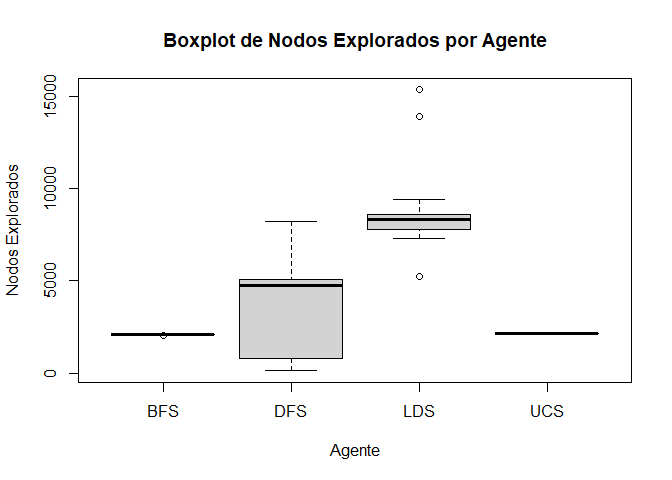 Boxplot de Nodos Explorados por Agente
Nodos Explorados
15000
10000
5000
0
BFS DFS LDS UCS
Agente